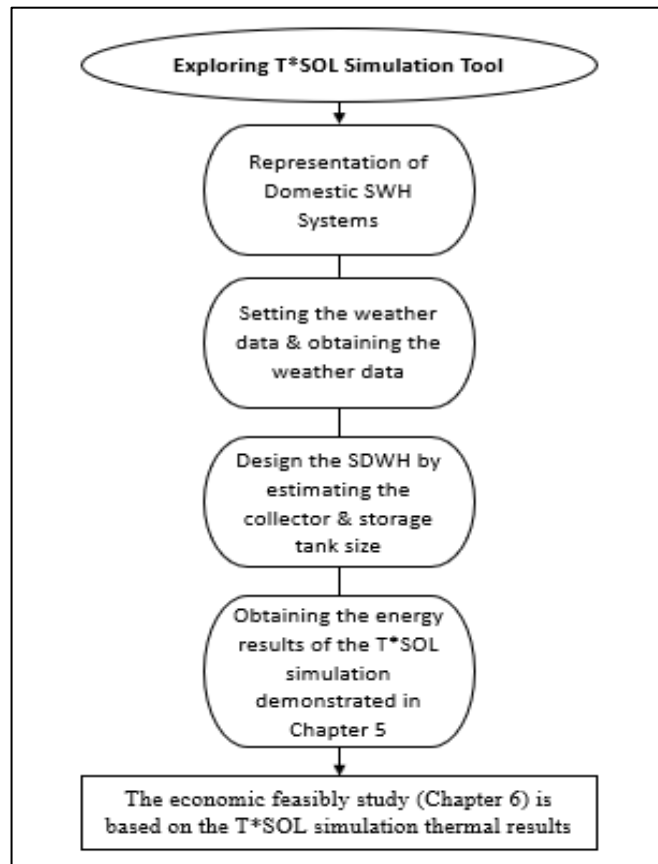 Exploring T*SOL Simulation Tool
Representation of
Domestic SWH
Systems
Setting the weather
data & obtaining the
weather data
Design the SDWH by
estimating the
collector & storage
tank size
Obtaining the energy
results of the T*SOL
simulation
demonstrated in
Chapter 5
The economic feasibly study (Chapter 6) is
based on the T*SOL simulation thermal results